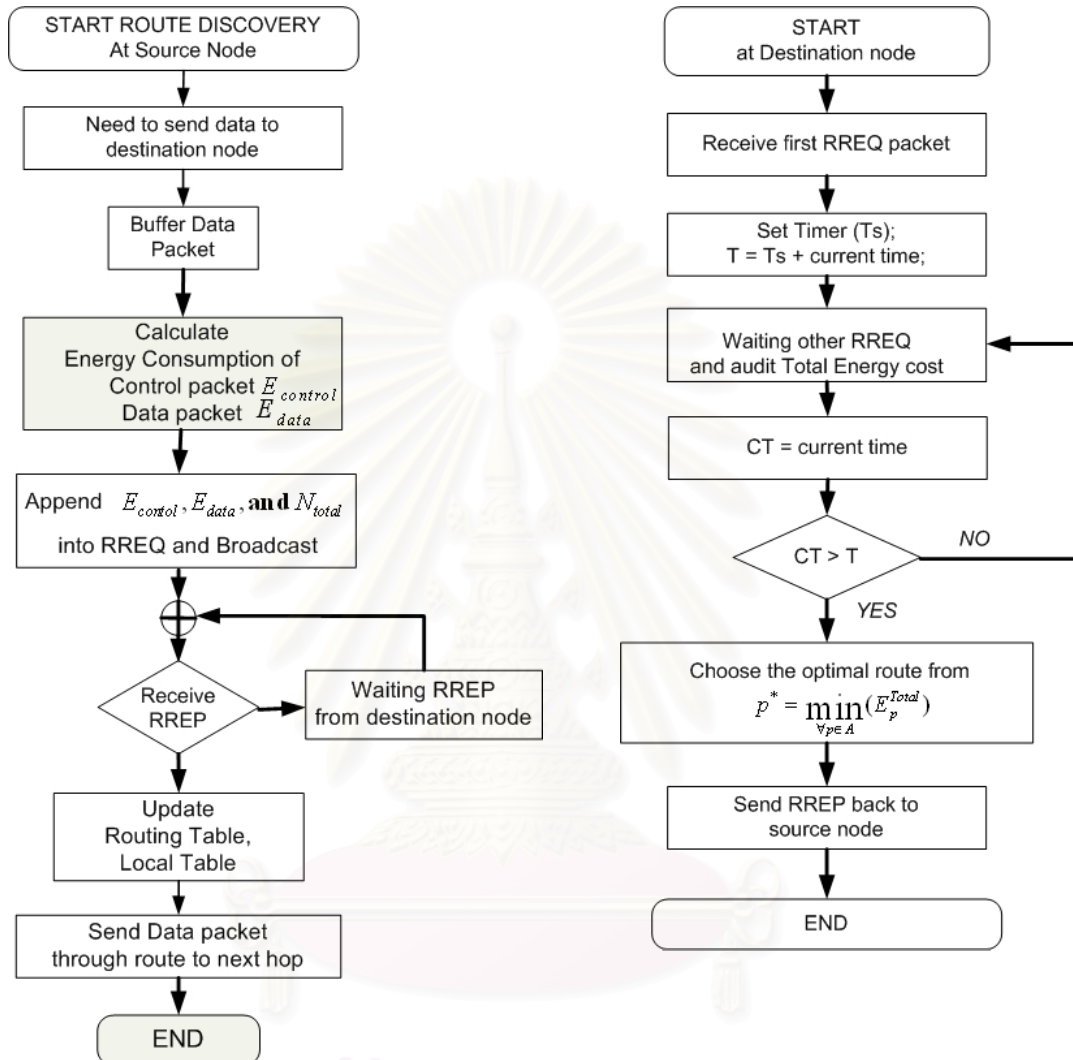 START ROUTE DISCOVERY
At Source Node
Need to send data to
destination node
Buffer Data
Packet
Calculate
Energy Consumption of
Control packet E_control
Data packet E_data
Append E_contol, E_data, and N_total
into RREQ and Broadcast
Receive
RREP
Waiting RREP
from destination node
Update
Routing Table,
Local Table
Send Data packet
through route to next hop
END
START
at Destination node
Receive first RREQ packet
Set Timer (Ts);
T = Ts + current time;
Waiting other RREQ
and audit Total Energy cost
CT = current time
CT > T
NO
YES
Choose the optimal route from
p* = min (E_p^Total)
∀p∈A
Send RREP back to
source node
END